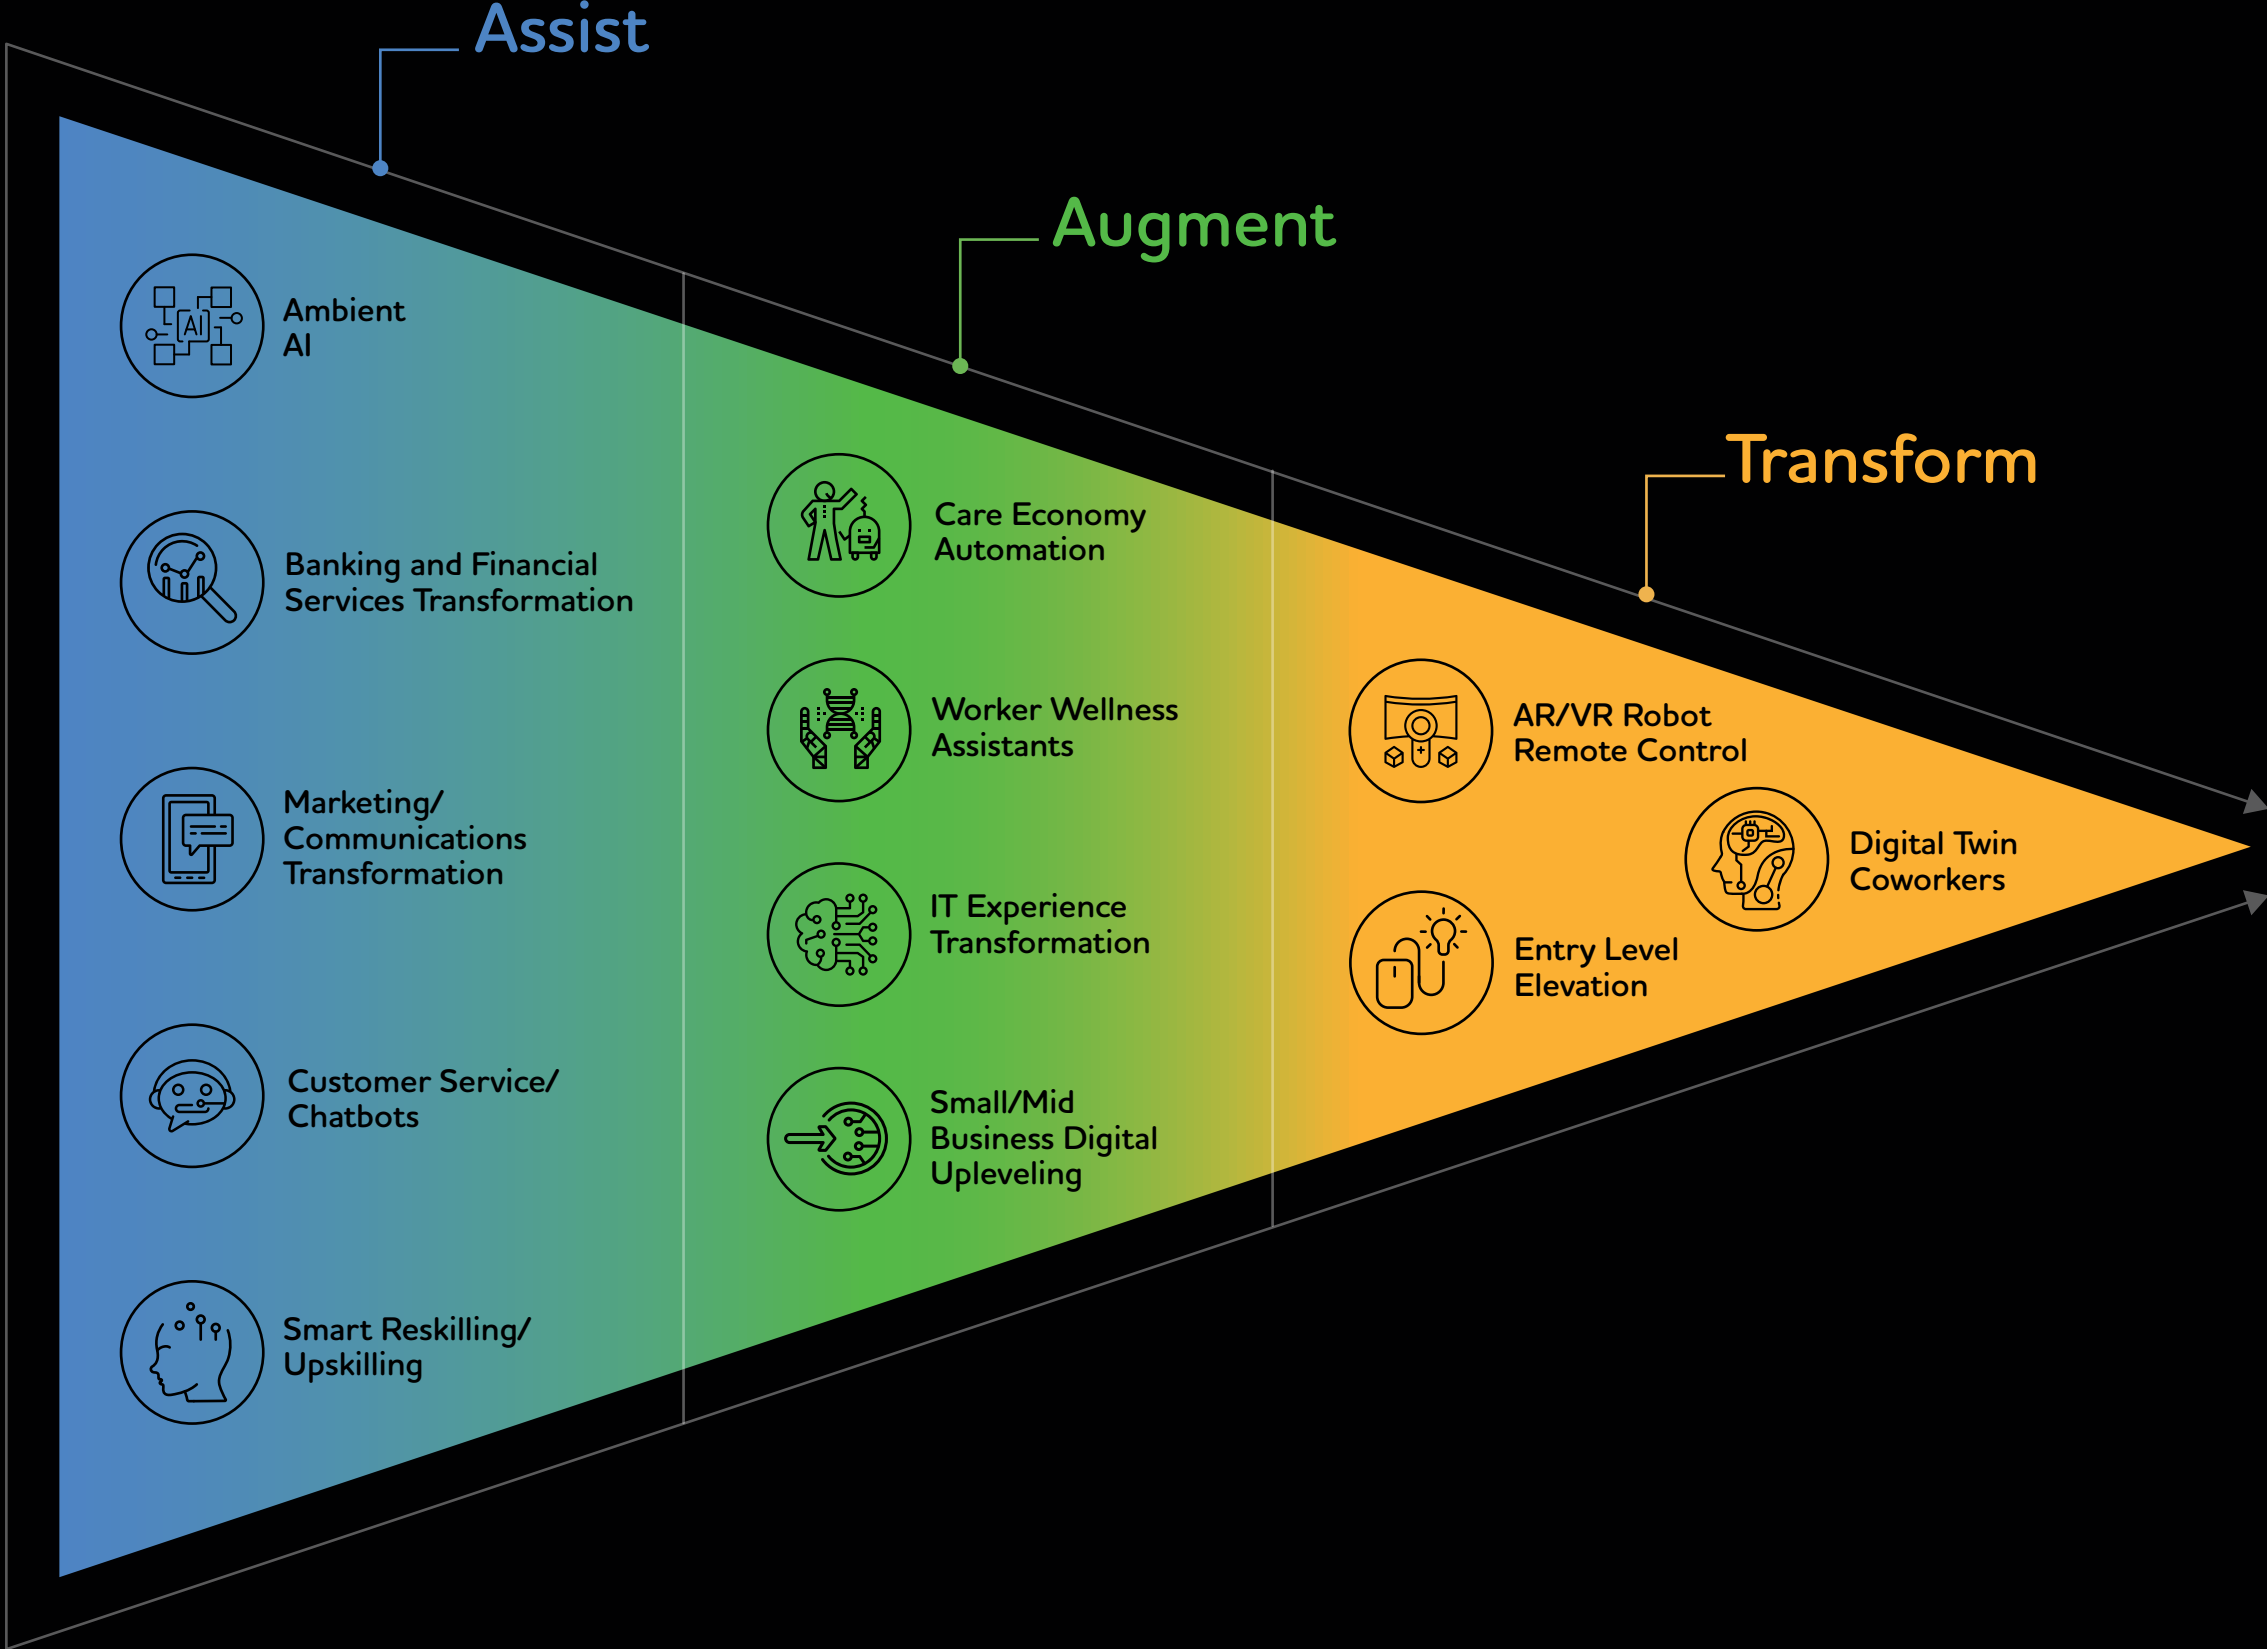 Assist
Ambient
AI
Banking and Financial
Services Transformation
Marketing/
Communications
Transformation
Customer Service/
Chatbots
Smart Reskilling/
Upskilling
Augment
Care Economy
Automation
Worker Wellness
Assistants
IT Experience
Transformation
Small/Mid
Business Digital
Upleveling
Transform
AR/VR Robot
Remote Control
Entry Level
Elevation
Digital Twin
Coworkers
AI